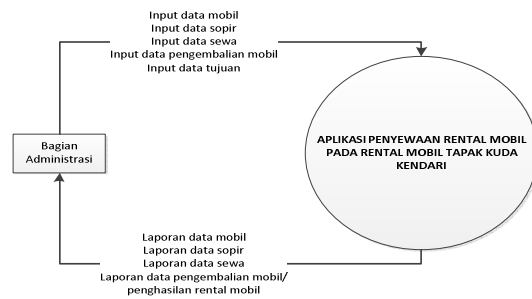 Input data mobil
Input data sopir
Input data sewa
Input data pengembalian mobil
Input data tujuan
Bagian
Administrasi
APLIKASI PENYEWAAN RENTAL MOBIL
PADA RENTAL MOBIL TAPAK KUDA
KENDARI
Laporan data mobil
Laporan data sopir
Laporan data sewa
Laporan data pengembalian mobil/
penghasilan rental mobil